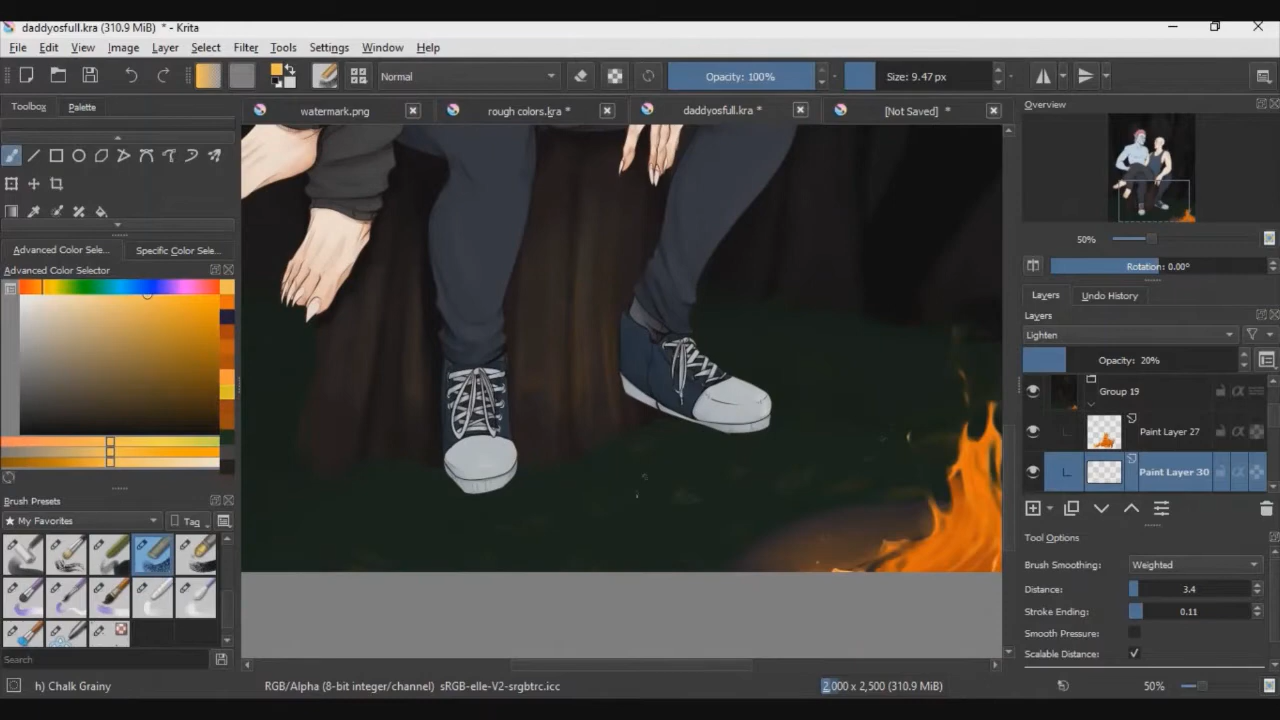 daddyosfull.kra (310.9 MiB) * - Krita
File Edit View Image Layer Select Filter Tools Settings Window Help
Normal Opacity: 100% Size: 9.47 px
Toolbox Palette
watermark.png rough colors.kra * daddyosfull.kra * [Not Saved] *
Overview
50%
Rotation: 0.00°
Advanced Color Sele... Specific Color Sele...
Advanced Color Selector
Layers Undo History
Layers
Lighten
Opacity: 20%
Group 19
Paint Layer 27
Paint Layer 30
Brush Presets
My Favorites Tag
Tool Options
Brush Smoothing: Weighted
Distance: 3.4
Stroke Ending: 0.11
Smooth Pressure:
Scalable Distance:
Search
h) Chalk Grainy RGB/Alpha (8-bit integer/channel) sRGB-elle-V2-srgbtrc.icc 2,000 x 2,500 (310.9 MiB) 50%